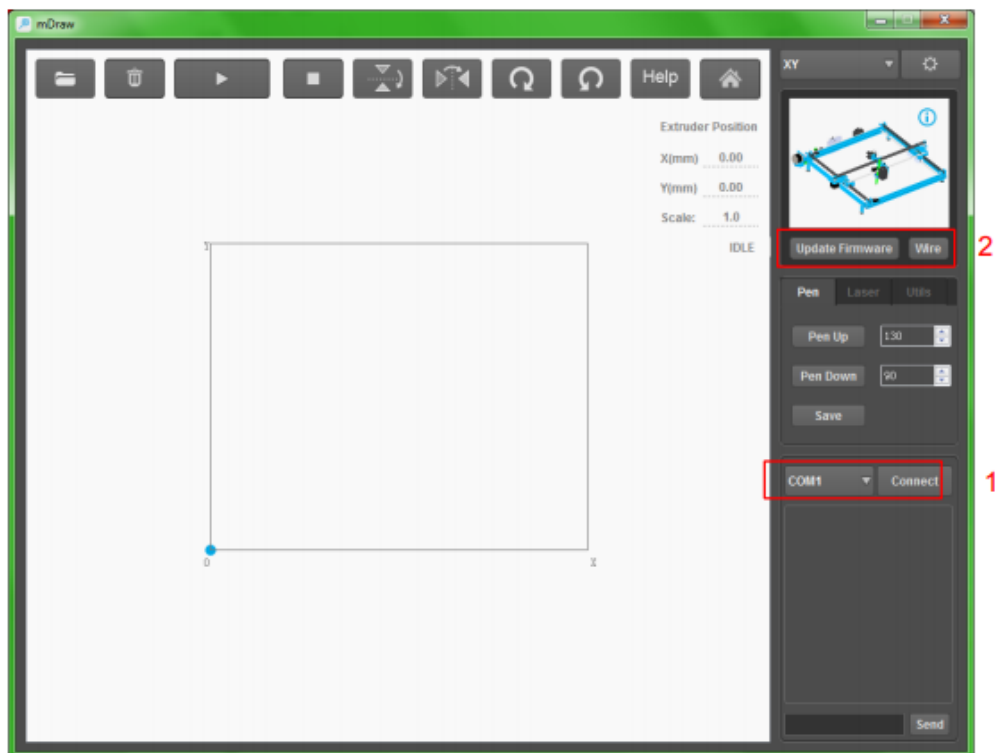 mDraw
Help
XY
Extruder Position
X(mm) 0.00
Y(mm) 0.00
Scale: 1.0
IDLE
Update Firmware Wire
2
Pen Laser Utils
Pen Up 130
Pen Down 90
Save
COM1 Connect
1
Y
0 X
Send